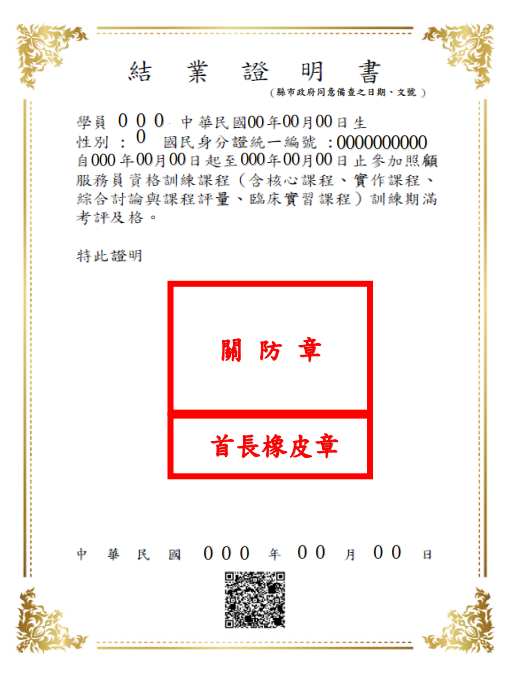 結業證明書
(縣市政府同意備查之日期、文號)
學員 0 0 0 中華民國00年00月00日生
性別：0 國民身分證統一編號：0000000000
自000年00月00日起至000年00月00日止參加照顧
服務員資格訓練課程（含核心課程、實作課程、
綜合討論與課程評量、臨床實習課程）訓練期滿
考評及格。
特此證明
關防章
首長橡皮章
中華民國 000 年 00 月 00 日